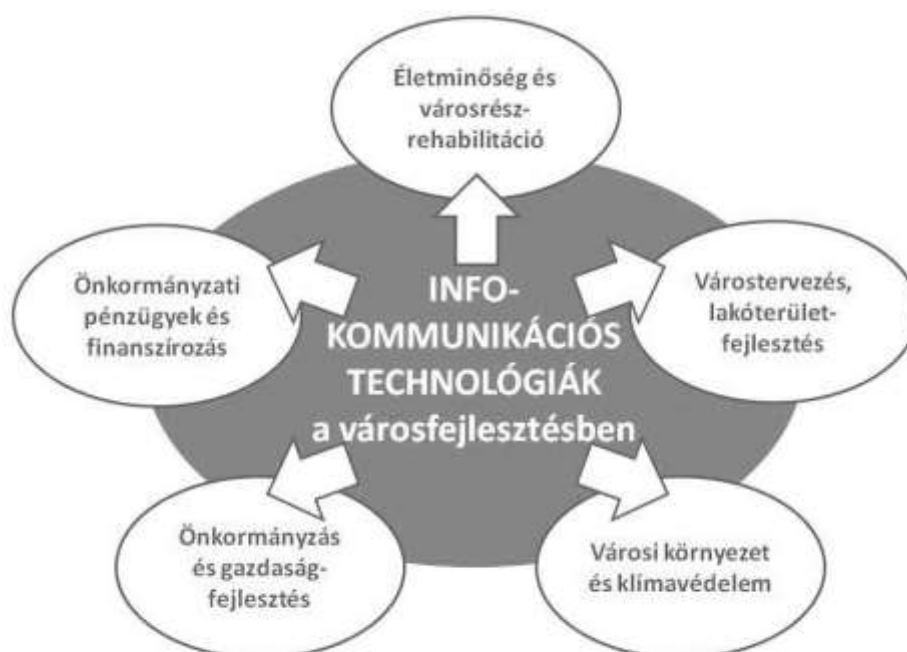 Életminőség és
városrész-
rehabilitáció
Önkormányzati
pénzügyek és
finanszírozás
Várostervezés,
lakóterület-
fejlesztés
INFO-
KOMMUNIKÁCIÓS
TECHNOLÓGIÁK
a városfejlesztésben
Önkormányzás
és gazdaság-
fejlesztés
Városi környezet
és klímavédelem